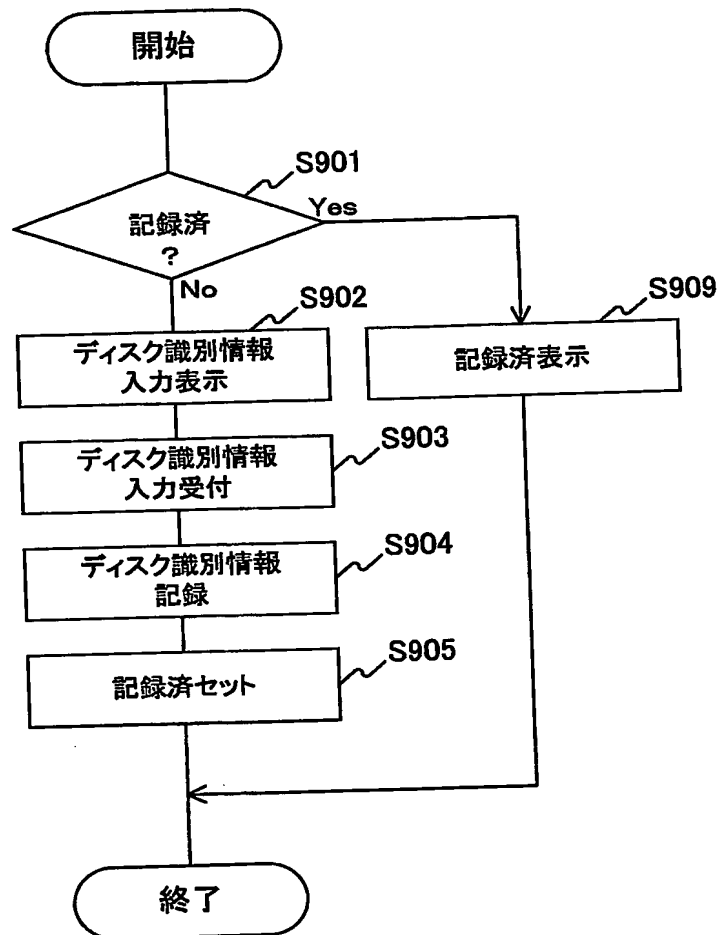 開始
S901
記録済
?
Yes
No
S902
ディスク識別情報
入力表示
S909
記録済表示
ディスク識別情報
入力受付
S903
ディスク識別情報
記録
S904
記録済セット
S905
終了